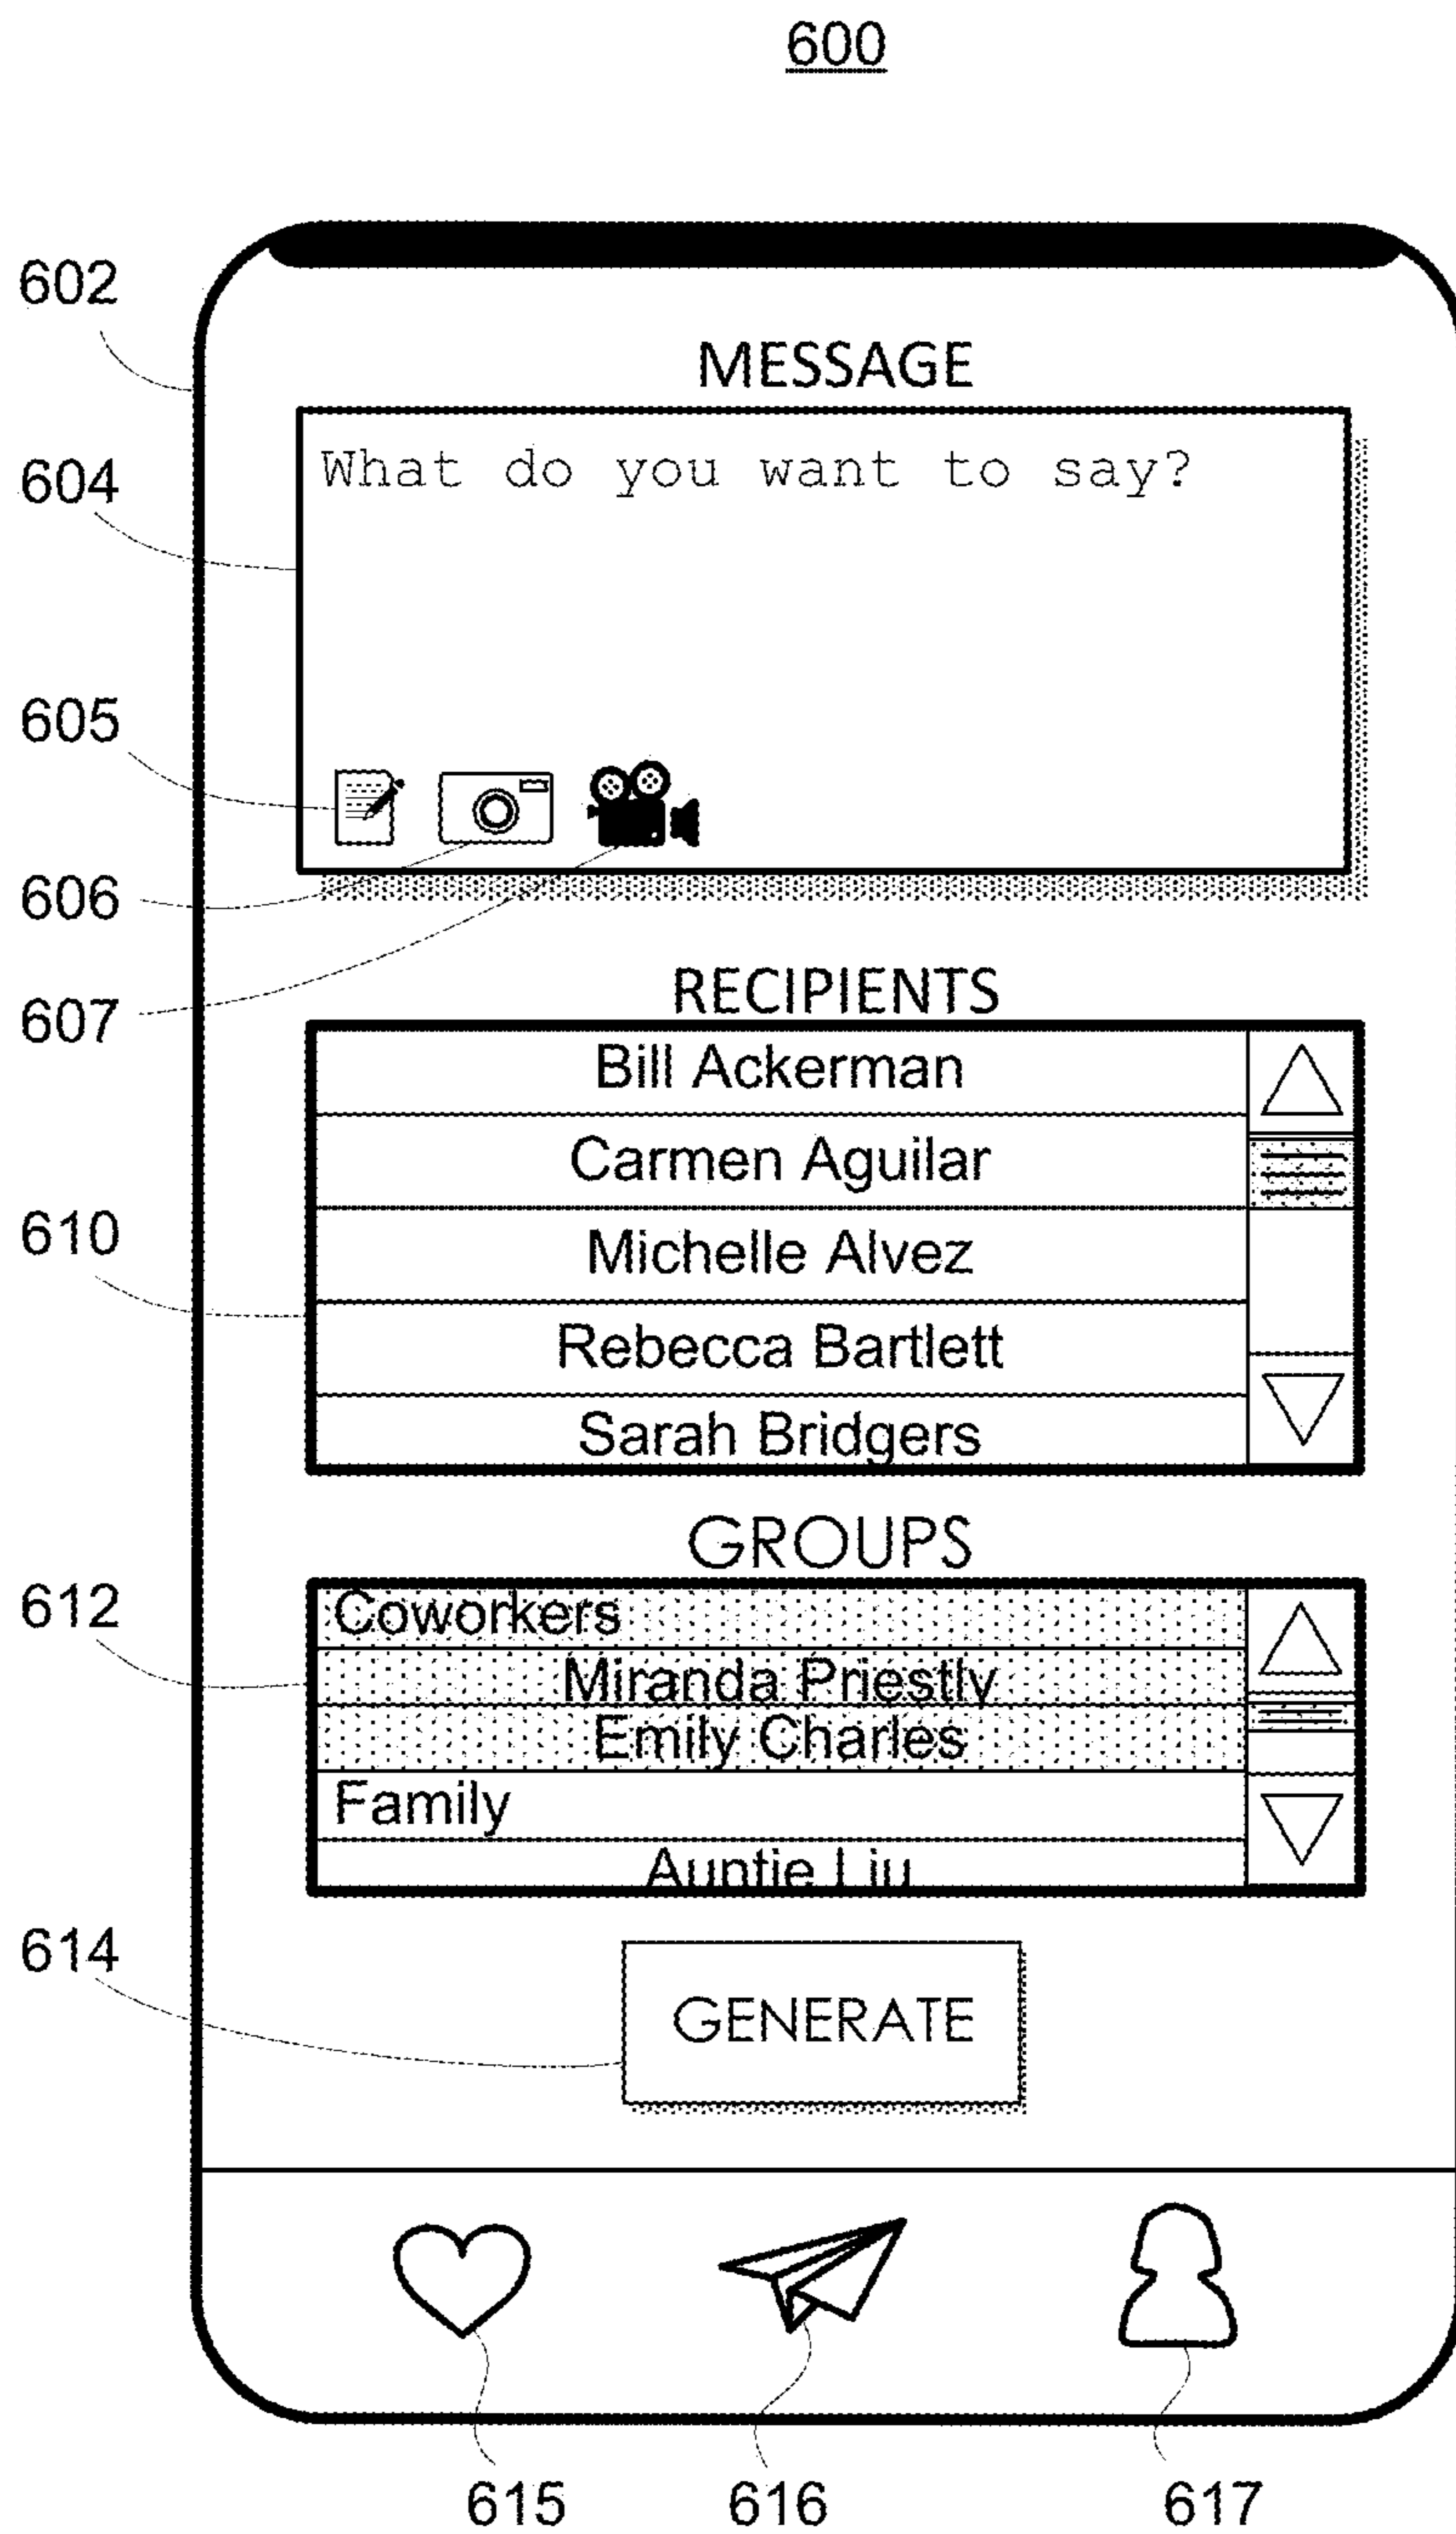 600
602
MESSAGE
604
What do you want to say?
605
606
607
RECIPIENTS
Bill Ackerman
Carmen Aguilar
610
Michelle Alvez
Rebecca Bartlett
Sarah Bridgers
GROUPS
612
Coworkers
Miranda Priestly
Emily Charles
Family
Auntie Liu
614
GENERATE
615 616 617